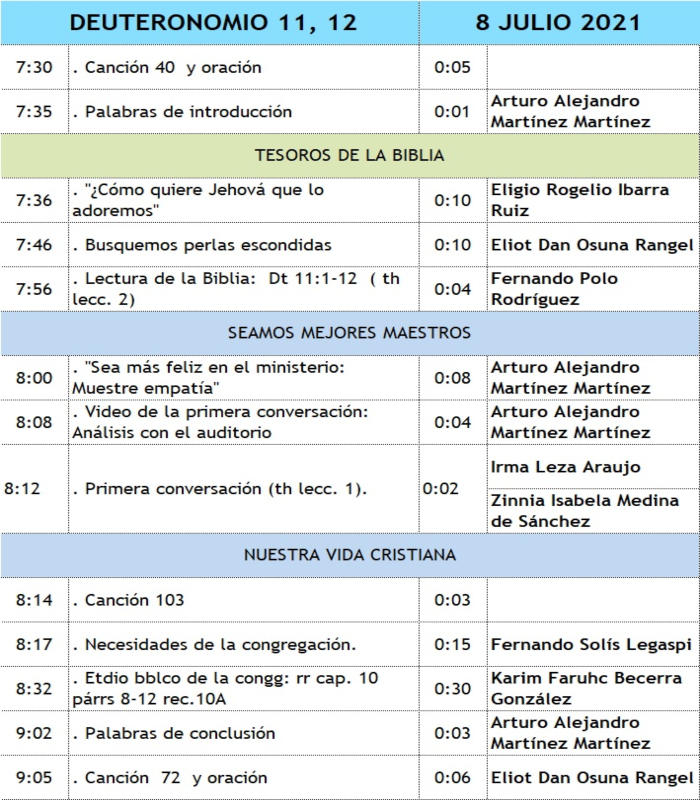 DEUTERONOMIO 11, 12
8 JULIO 2021
7:30
. Canción 40 y oración
0:05
7:35
. Palabras de introducción
0:01
Arturo Alejandro
Martínez Martínez
TESOROS DE LA BIBLIA
7:36
. "¿Cómo quiere Jehová que lo
adoremos"
0:10
Eligio Rogelio Ibarra
Ruiz
7:46
. Busquemos perlas escondidas
0:10
Eliot Dan Osuna Rangel
7:56
. Lectura de la Biblia: Dt 11:1-12 ( th
lecc. 2)
0:04
Fernando Polo
Rodríguez
SEAMOS MEJORES MAESTROS
8:00
. "Sea más feliz en el ministerio:
Muestre empatía"
0:08
Arturo Alejandro
Martínez Martínez
8:08
. Video de la primera conversación:
Análisis con el auditorio
0:04
Arturo Alejandro
Martínez Martínez
8:12
. Primera conversación (th lecc. 1).
0:02
Irma Leza Araujo
Zinnia Isabela Medina
de Sánchez
NUESTRA VIDA CRISTIANA
8:14
. Canción 103
0:03
8:17
. Necesidades de la congregación.
0:15
Fernando Solís Legaspi
8:32
. Etdio bblco de la congg: rr cap. 10
párrs 8-12 rec.10A
0:30
Karim Faruhc Becerra
González
9:02
. Palabras de conclusión
0:03
Arturo Alejandro
Martínez Martínez
9:05
. Canción 72 y oración
0:06
Eliot Dan Osuna Rangel